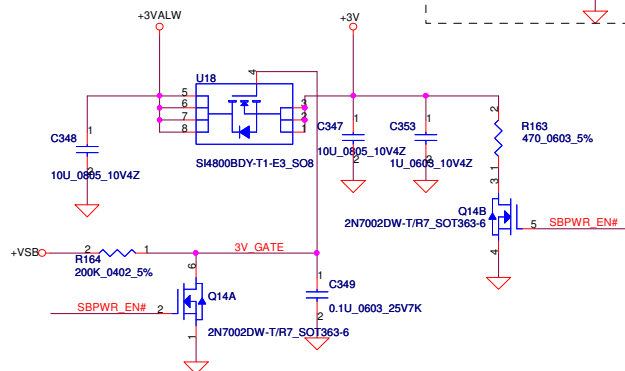 +3VALW
+3V
U18
4
5
6
7
8
3
2
1
SI4800BDY-T1-E3_SO8
C348
1
2
10U_0805_10V4Z
C347
1
2
10U_0805_10V4Z
C353
1
2
1U_0603_10V4Z
2
R163
470_0603_5%
1
3
Q14B
2N7002DW-T/R7_SOT363-6
5
SBPWR_EN#
4
+VSB
2
1
R164
200K_0402_5%
3V_GATE
6
Q14A
SBPWR_EN#
2
1
2N7002DW-T/R7_SOT363-6
1
C349
0.1U_0603_25V7K
2